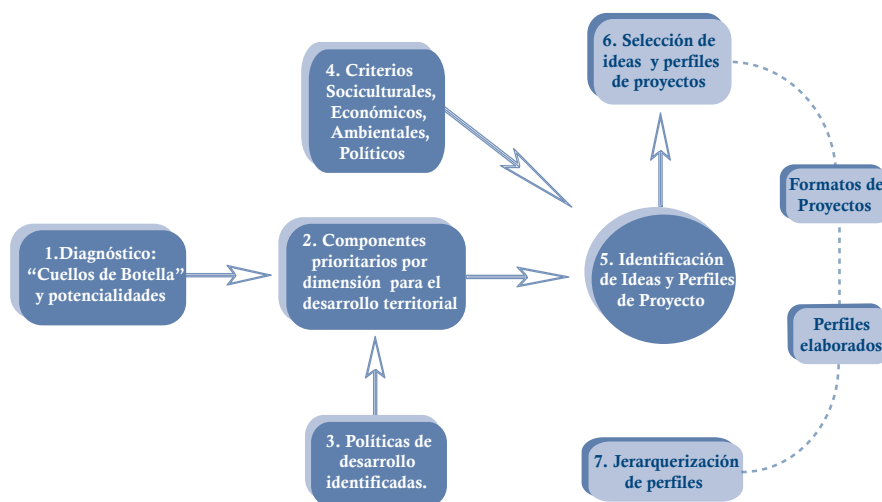 1.Diagnóstico:
“Cuellos de Botella”
y potencialidades
2. Componentes
prioritarios por
dimensión para el
desarrollo territorial
3. Políticas de
desarrollo
identificadas.
4. Criterios
Sociculturales,
Económicos,
Ambientales,
Políticos
5. Identificación
de Ideas y Perfiles
de Proyecto
6. Selección de
ideas y perfiles
de proyectos
Formatos de
Proyectos
Perfiles
elaborados
7. Jerarquerización
de perfiles